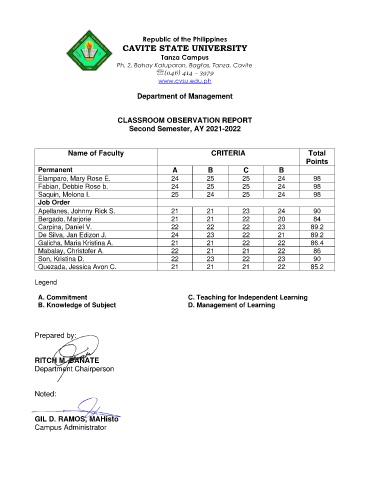 Republic of the Philippines
CAVITE STATE UNIVERSITY
Tanza Campus
Ph. 2, Bahay Katuparan, Bagtas, Tanza, Cavite
☏(046) 414 – 3979
www.cvsu.edu.ph
Department of Management
CLASSROOM OBSERVATION REPORT
Second Semester, AY 2021-2022
Name of Faculty CRITERIA Total Points
Permanent A B C B
Elamparo, Mary Rose E. 24 25 25 24 98
Fabian, Debbie Rose b. 24 25 25 24 98
Saquin, Melona I. 25 24 25 24 98
Job Order
Apellanes, Johnny Rick S. 21 21 23 24 90
Bergado, Marjorie 21 21 22 20 84
Carpina, Daniel V. 22 22 22 23 89.2
De Silva, Jan Edizon J. 24 23 22 21 89.2
Galicha, Maria Kristina A. 21 21 22 22 86.4
Mabalay, Christofer A. 22 21 21 22 86
Son, Kristina D. 22 23 22 23 90
Quezada, Jessica Avon C. 21 21 21 22 85.2
Legend
A. Commitment C. Teaching for Independent Learning
B. Knowledge of Subject D. Management of Learning
Prepared by:
RITCH M. BANATE
Department Chairperson
Noted:
GIL D. RAMOS, MAHisto
Campus Administrator